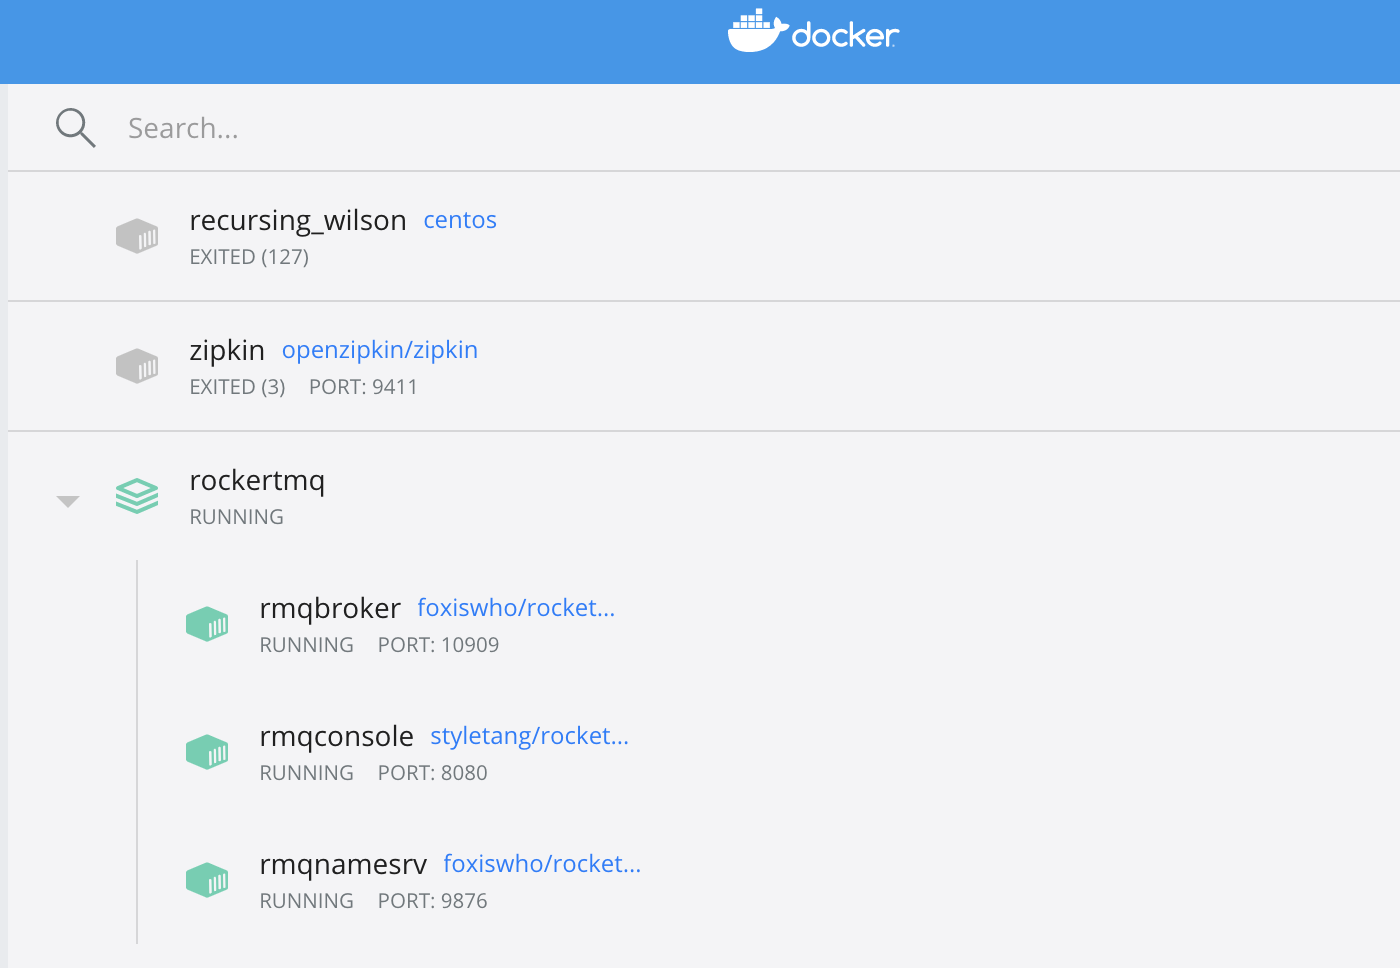 docker
Search...
recursing_wilson centos
EXITED (127)
zipkin openzipkin/zipkin
EXITED (3) PORT: 9411
rockertmq
RUNNING
rmqbroker foxiswho/rocket...
RUNNING PORT: 10909
rmqconsole styletang/rocket...
RUNNING PORT: 8080
rmqnamesrv foxiswho/rocket...
RUNNING PORT: 9876